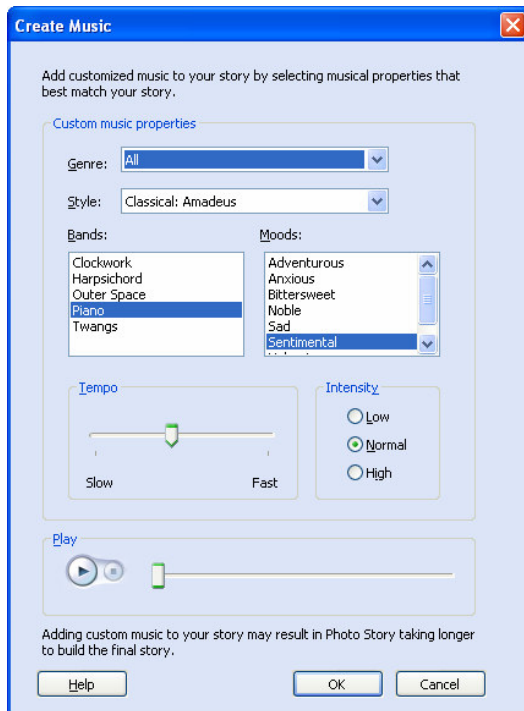 Create Music
Add customized music to your story by selecting musical properties that
best match your story.
Custom music properties
Genre: All
Style: Classical: Amadeus
Bands: Moods:
Clockwork Adventurous
Harpsichord Anxious
Outer Space Bittersweet
Piano Noble
Twangs Sad
Sentimental
Tempo Intensity
Low
Normal
High
Slow Fast
Play
Adding custom music to your story may result in Photo Story taking longer
to build the final story.
Help OK Cancel